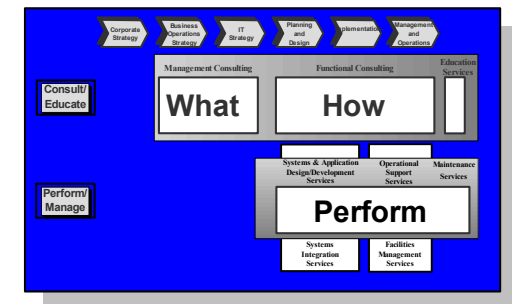 Corporate
Strategy
Business
Operations
Strategy
IT
Strategy
Planning
and
Design
mplementation
Management
and
Operations
Management Consulting
Functional Consulting
Education
Services
Consult/
Educate
What
How
Systems & Application
Design/Development
Services
Operational
Support
Services
Maintenance
Services
Perform/
Manage
Perform
Systems
Integration
Services
Facilities
Management
Services